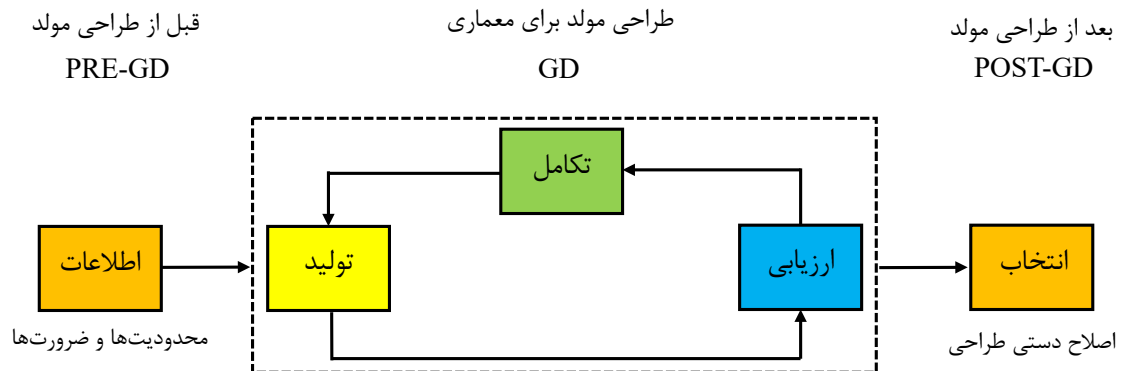 قبل از طراحی مولد
PRE-GD
طراحی مولد برای معماری
GD
بعد از طراحی مولد
POST-GD
تکامل
اطلاعات
تولید
ارزیابی
انتخاب
محدودیت‌ها و ضرورت‌ها
اصلاح دستی طراحی